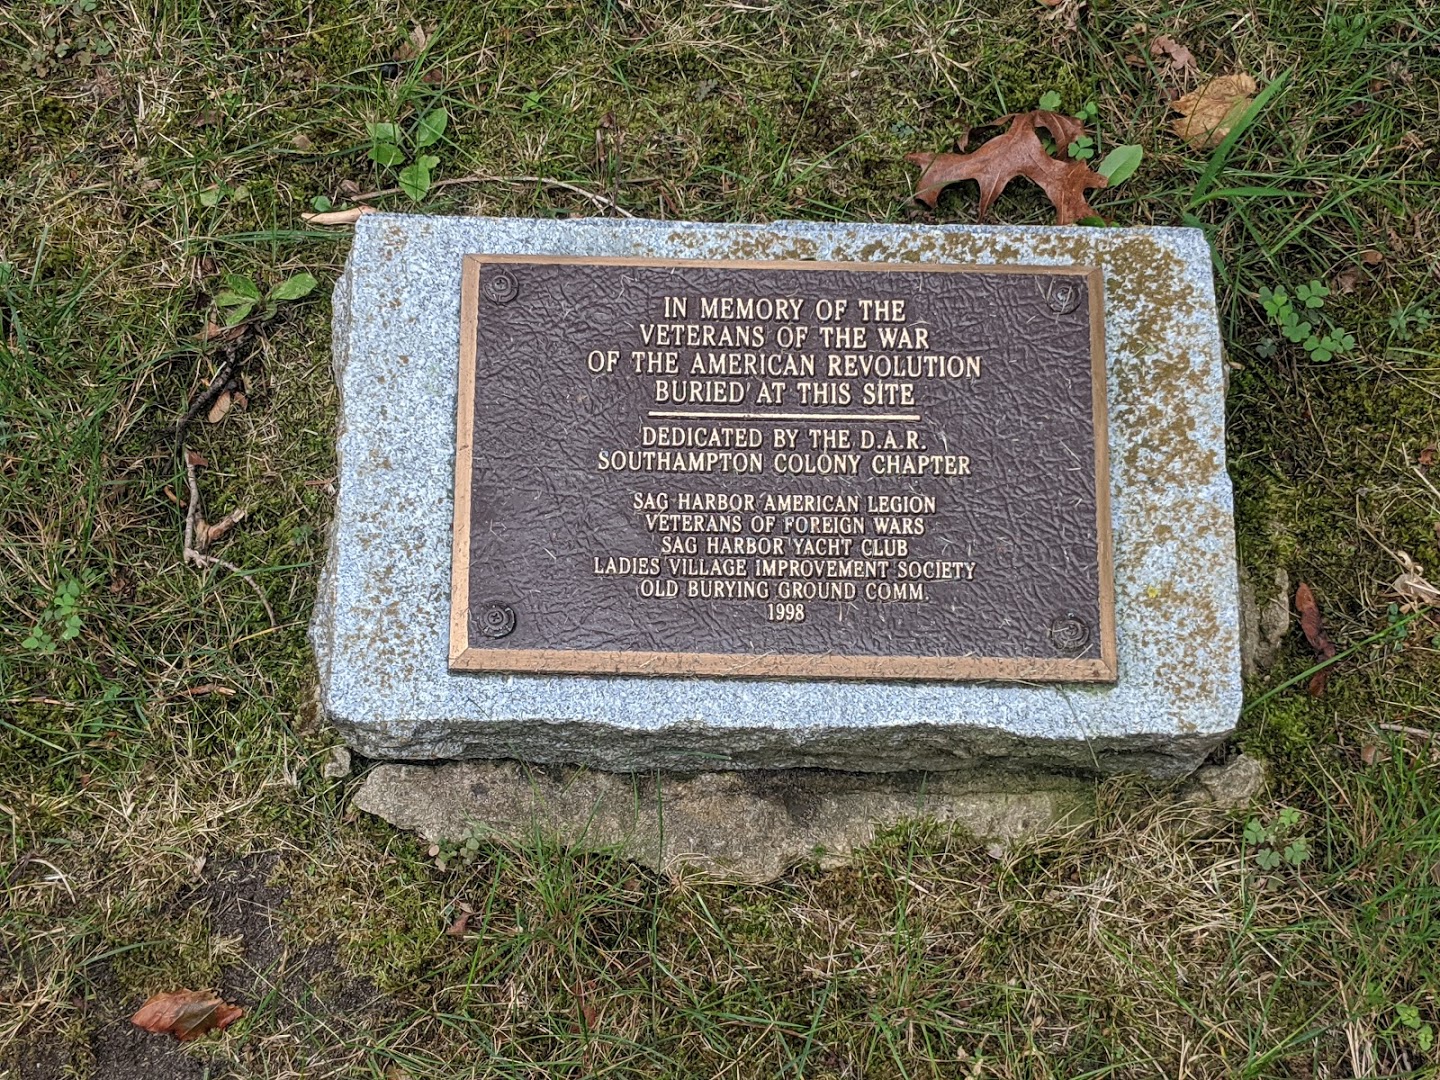 IN MEMORY OF THE
VETERANS OF THE WAR
OF THE AMERICAN REVOLUTION
BURIED AT THIS SITE
DEDICATED BY THE D.A.R.
SOUTHAMPTON COLONY CHAPTER
SAG HARBOR AMERICAN LEGION
VETERANS OF FOREIGN WARS
SAG HARBOR YACHT CLUB
LADIES VILLAGE IMPROVEMENT SOCIETY
OLD BURYING GROUND COMM.
1998